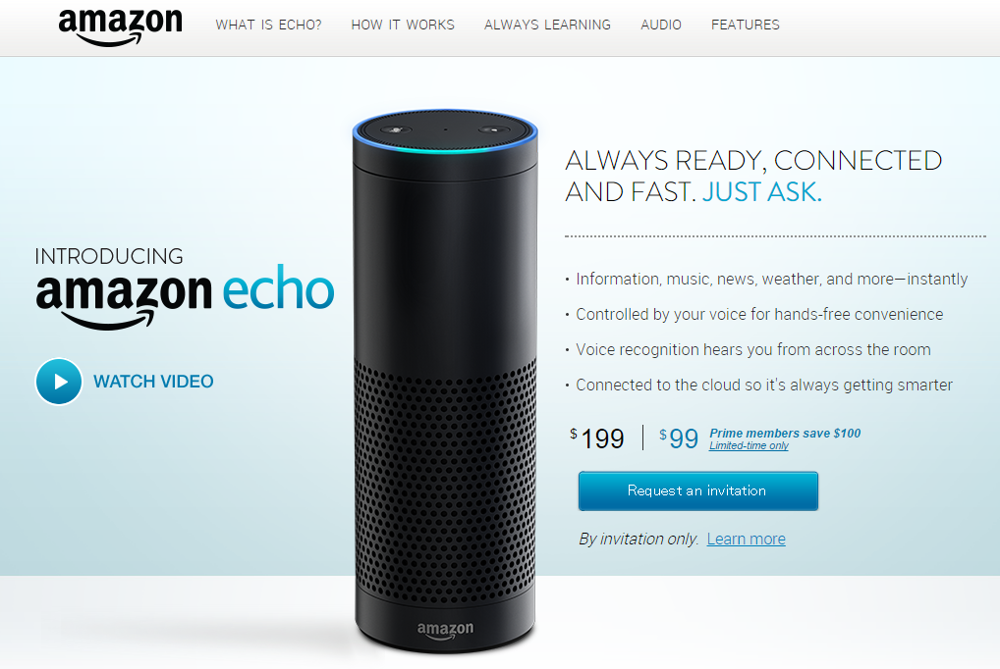 amazon
WHAT IS ECHO? HOW IT WORKS ALWAYS LEARNING AUDIO FEATURES
INTRODUCING
amazon echo
WATCH VIDEO
ALWAYS READY, CONNECTED
AND FAST. JUST ASK.
• Information, music, news, weather, and more—instantly
• Controlled by your voice for hands-free convenience
• Voice recognition hears you from across the room
• Connected to the cloud so it's always getting smarter
$199 | $99 Prime members save $100
Limited-time only
Request an invitation
By invitation only. Learn more
amazon